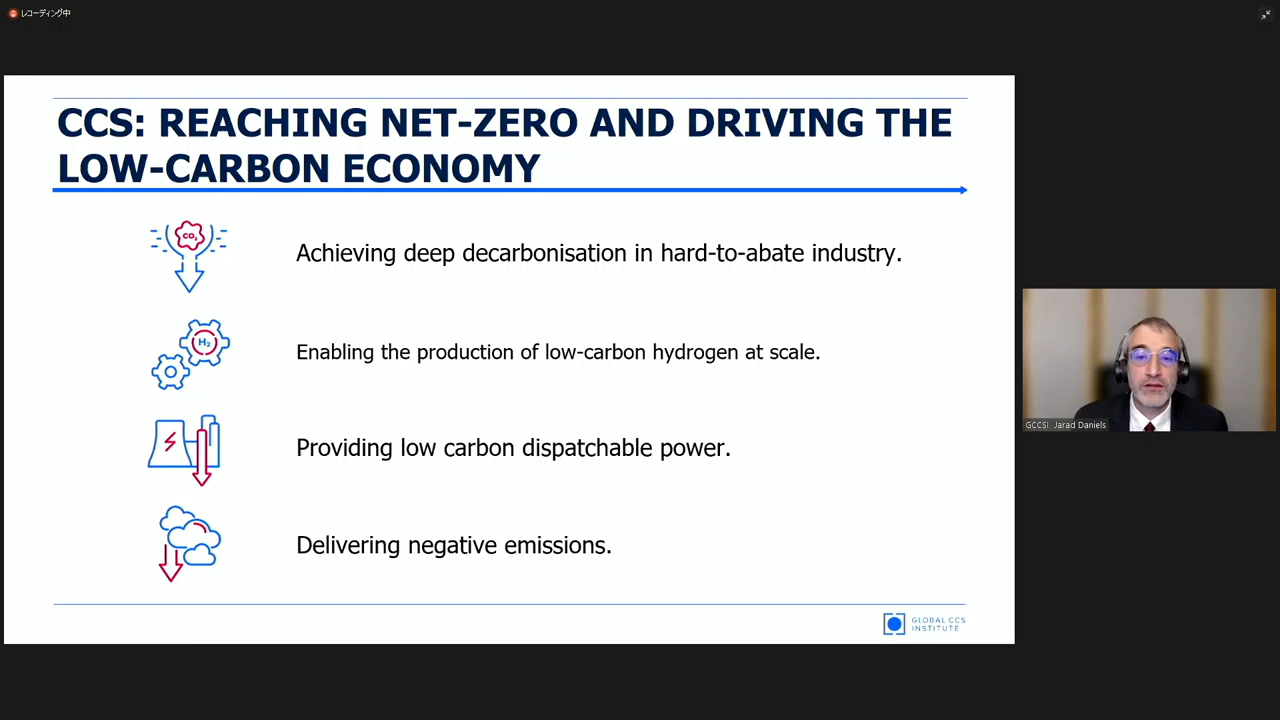 レコーディング中
CCS: REACHING NET-ZERO AND DRIVING THE
LOW-CARBON ECONOMY
CO₂
Achieving deep decarbonisation in hard-to-abate industry.
H₂
Enabling the production of low-carbon hydrogen at scale.
Providing low carbon dispatchable power.
Delivering negative emissions.
GLOBAL CCS
INSTITUTE
GCCSI Jarad Daniels